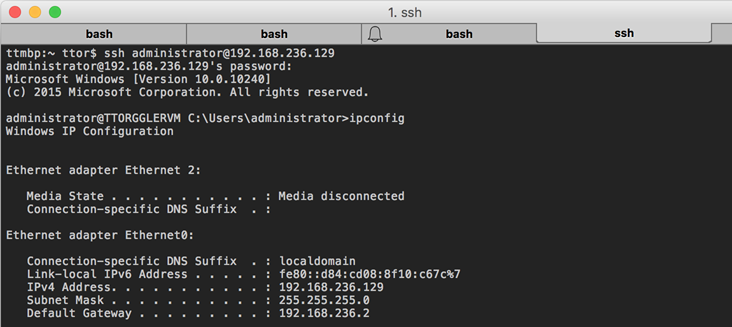 1. ssh
bash
bash
bash
ssh
ttmbp:~ ttor$ ssh administrator@192.168.236.129
administrator@192.168.236.129's password:
Microsoft Windows [Version 10.0.10240]
(c) 2015 Microsoft Corporation. All rights reserved.
administrator@TTORGGLERVM C:\Users\administrator>ipconfig
Windows IP Configuration
Ethernet adapter Ethernet 2:
Media State . . . . . . . . . . . : Media disconnected
Connection-specific DNS Suffix  . :
Ethernet adapter Ethernet0:
Connection-specific DNS Suffix  . : localdomain
Link-local IPv6 Address . . . . . : fe80::d84:cd08:8f10:c67c%7
IPv4 Address. . . . . . . . . . . : 192.168.236.129
Subnet Mask . . . . . . . . . . . : 255.255.255.0
Default Gateway . . . . . . . . . : 192.168.236.2